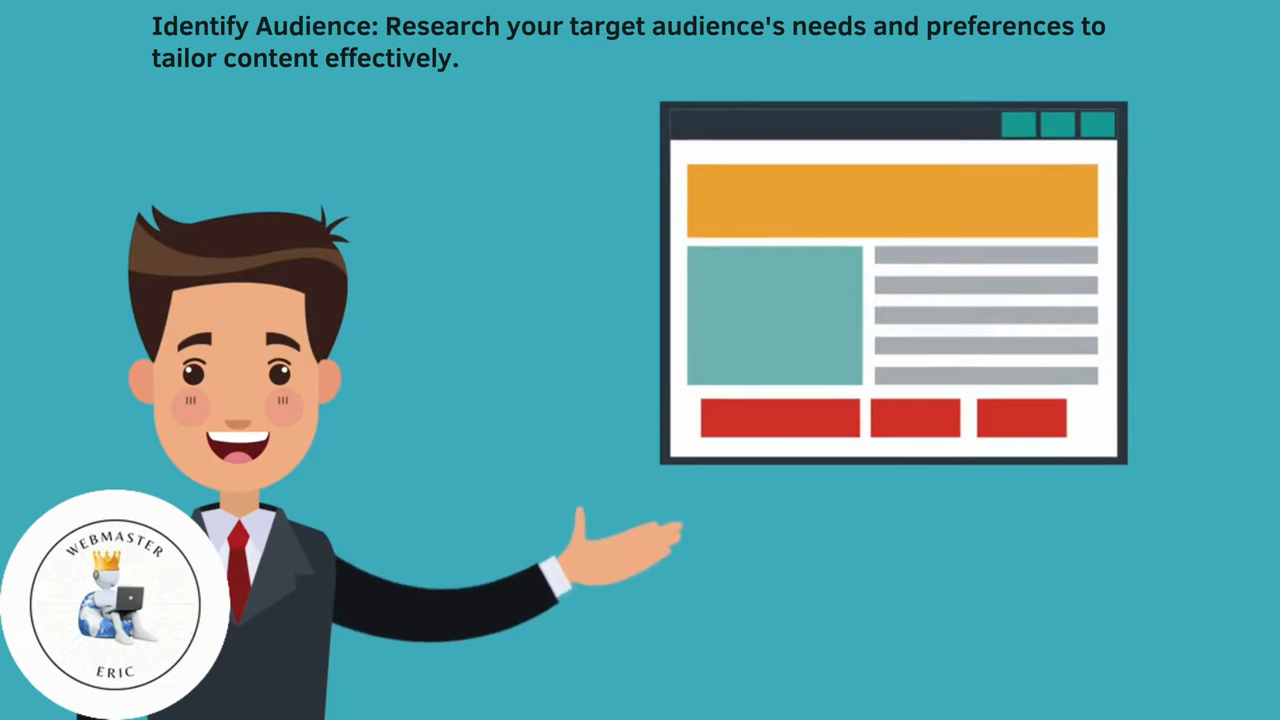 Identify Audience: Research your target audience's needs and preferences to
tailor content effectively.
WEBMASTER
ERIC